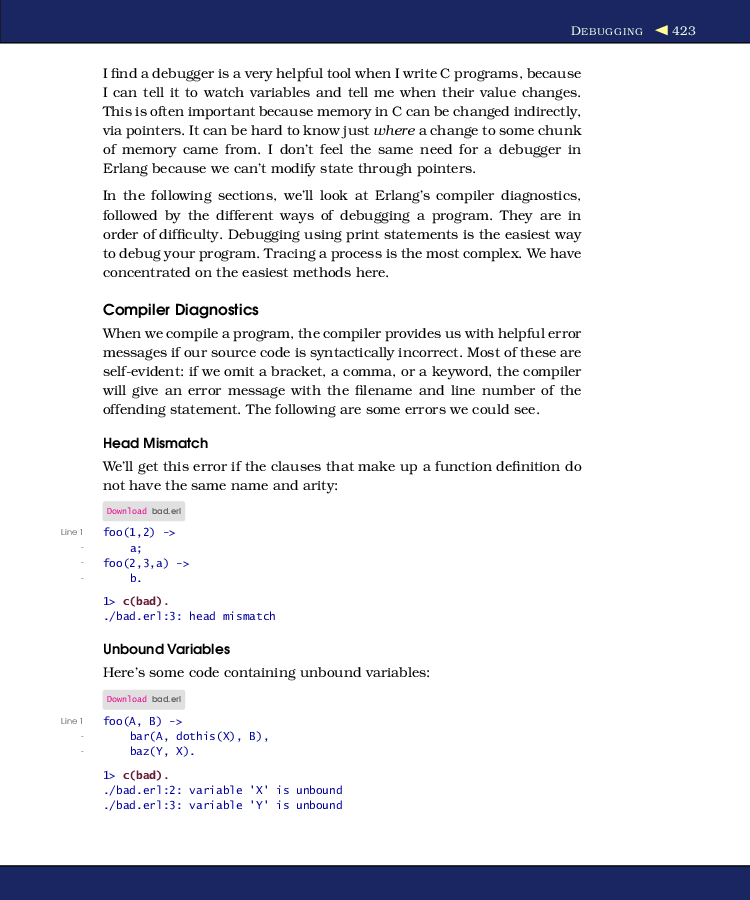 DEBUGGING ◀ 423
I find a debugger is a very helpful tool when I write C programs, because
I can tell it to watch variables and tell me when their value changes.
This is often important because memory in C can be changed indirectly,
via pointers. It can be hard to know just where a change to some chunk
of memory came from. I don't feel the same need for a debugger in
Erlang because we can't modify state through pointers.
In the following sections, we'll look at Erlang's compiler diagnostics,
followed by the different ways of debugging a program. They are in
order of difficulty. Debugging using print statements is the easiest way
to debug your program. Tracing a process is the most complex. We have
concentrated on the easiest methods here.
Compiler Diagnostics
When we compile a program, the compiler provides us with helpful error
messages if our source code is syntactically incorrect. Most of these are
self-evident: if we omit a bracket, a comma, or a keyword, the compiler
will give an error message with the filename and line number of the
offending statement. The following are some errors we could see.
Head Mismatch
We'll get this error if the clauses that make up a function definition do
not have the same name and arity:
Download bad.erl
Line 1 foo(1,2) ->
- a;
- foo(2,3,a) ->
- b.
1> c(bad).
./bad.erl:3: head mismatch
Unbound Variables
Here's some code containing unbound variables:
Download bad.erl
Line 1 foo(A, B) ->
- bar(A, dothis(X), B),
- baz(Y, X).
1> c(bad).
./bad.erl:2: variable 'X' is unbound
./bad.erl:3: variable 'Y' is unbound